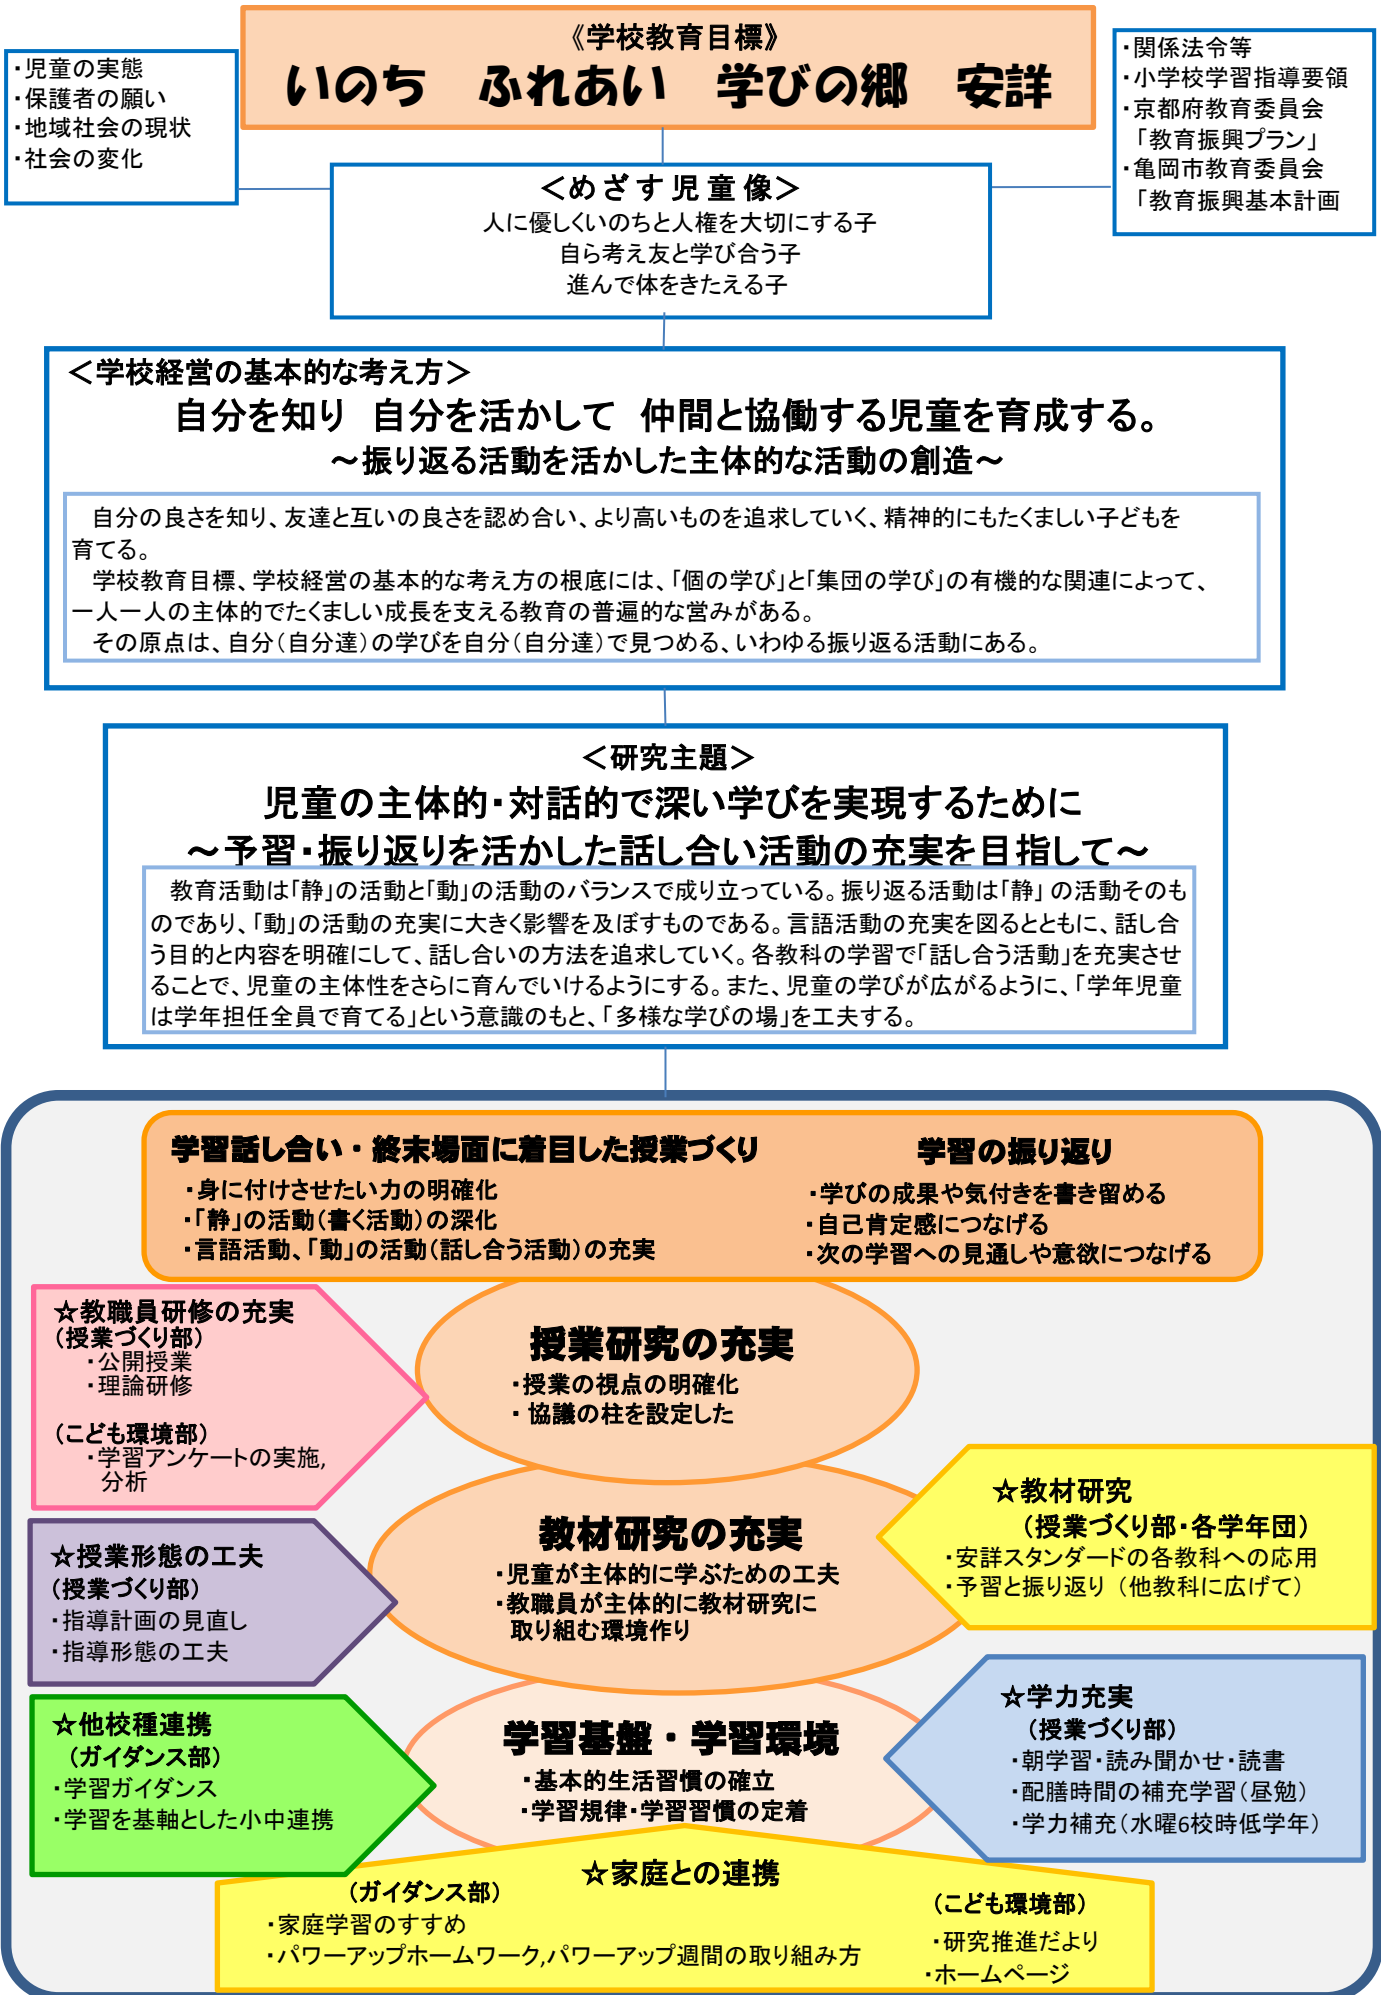 《学校教育目標》
いのち　ふれあい　学びの郷　安詳
・児童の実態
・保護者の願い
・地域社会の現状
・社会の変化
・関係法令等
・小学校学習指導要領
・京都府教育委員会
「教育振興プラン」
・亀岡市教育委員会
「教育振興基本計画
＜めざす児童像＞
人に優しくいのちと人権を大切にする子
自ら考え友と学び合う子
進んで体をきたえる子
＜学校経営の基本的な考え方＞
自分を知り　自分を活かして　仲間と協働する児童を育成する。
～振り返る活動を活かした主体的な活動の創造～
自分の良さを知り、友達と互いの良さを認め合い、より高いものを追求していく、精神的にもたくましい子どもを
育てる。
学校教育目標、学校経営の基本的な考え方の根底には、「個の学び」と「集団の学び」の有機的な関連によって、
一人一人の主体的でたくましい成長を支える教育の普遍的な営みがある。
その原点は、自分（自分達）の学びを自分（自分達）で見つめる、いわゆる振り返る活動にある。
＜研究主題＞
児童の主体的・対話的で深い学びを実現するために
～予習・振り返りを活かした話し合い活動の充実を目指して～
教育活動は「静」の活動と「動」の活動のバランスで成り立っている。振り返る活動は「静」の活動そのも
のであり、「動」の活動の充実に大きく影響を及ぼすものである。言語活動の充実を図るとともに、話し合
う目的と内容を明確にして、話し合いの方法を追求していく。各教科の学習で「話し合う活動」を充実させ
ることで、児童の主体性をさらに育んでいけるようにする。また、児童の学びが広がるように、「学年児童
は学年担任全員で育てる」という意識のもと、「多様な学びの場」を工夫する。
学習話し合い・終末場面に着目した授業づくり
・身に付けさせたい力の明確化
・「静」の活動（書く活動）の深化
・言語活動、「動」の活動（話し合う活動）の充実
学習の振り返り
・学びの成果や気付きを書き留める
・自己肯定感につなげる
・次の学習への見通しや意欲につなげる
☆教職員研修の充実
（授業づくり部）
・公開授業
・理論研修
（こども環境部）
・学習アンケートの実施,
分析
授業研究の充実
・授業の視点の明確化
・協議の柱を設定した
☆教材研究
（授業づくり部・各学年団）
・安詳スタンダードの各教科への応用
・予習と振り返り（他教科に広げて）
教材研究の充実
・児童が主体的に学ぶための工夫
・教職員が主体的に教材研究に
取り組む環境作り
☆授業形態の工夫
（授業づくり部）
・指導計画の見直し
・指導形態の工夫
☆学力充実
（授業づくり部）
・朝学習・読み聞かせ・読書
・配膳時間の補充学習（昼勉）
・学力補充（水曜6校時低学年）
☆他校種連携
（ガイダンス部）
・学習ガイダンス
・学習を基軸とした小中連携
学習基盤・学習環境
・基本的生活習慣の確立
・学習規律・学習習慣の定着
☆家庭との連携
（ガイダンス部）
・家庭学習のすすめ
・パワーアップホームワーク,パワーアップ週間の取り組み方
（こども環境部）
・研究推進だより
・ホームページ